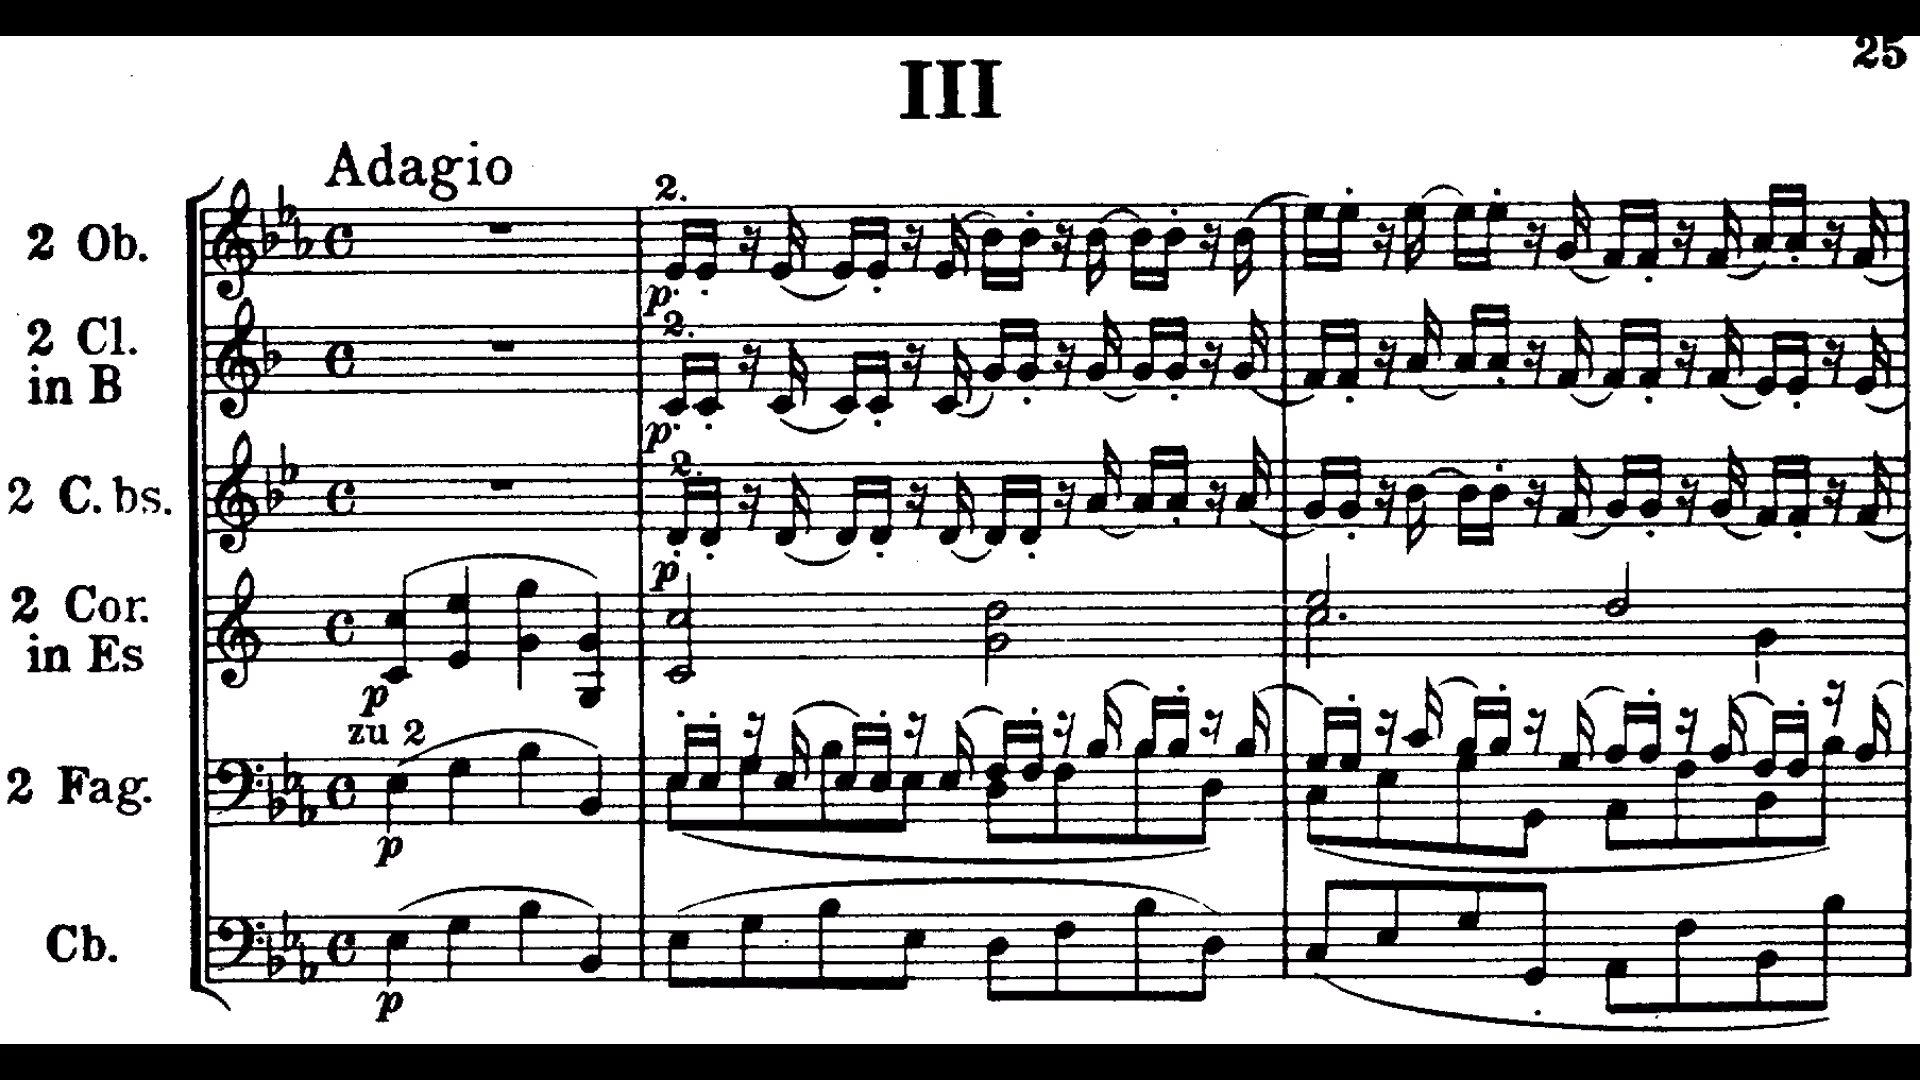 25
III
Adagio
2 Ob.
2.
p
2 Cl.
in B
2.
p
2 C. bs.
2.
p
2 Cor.
in Es
p
zu 2
2 Fag.
p
Cb.
p